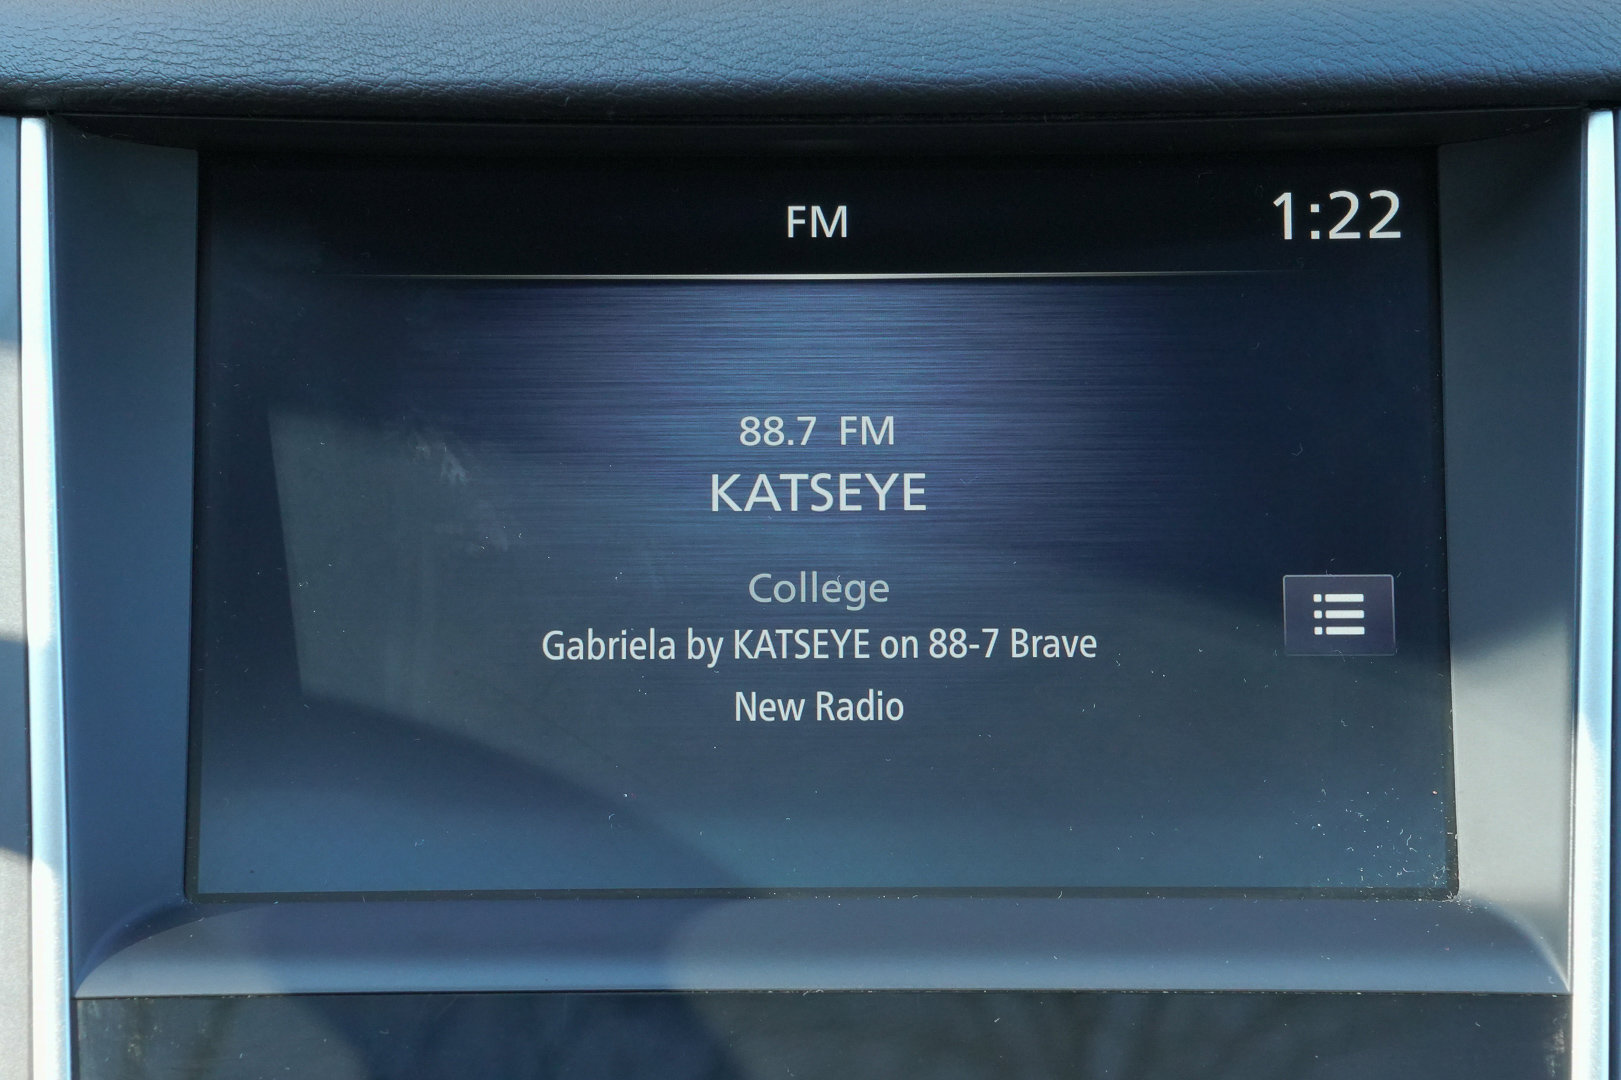 FM
1:22
88.7 FM
KATSEYE
College
Gabriela by KATSEYE on 88-7 Brave
New Radio